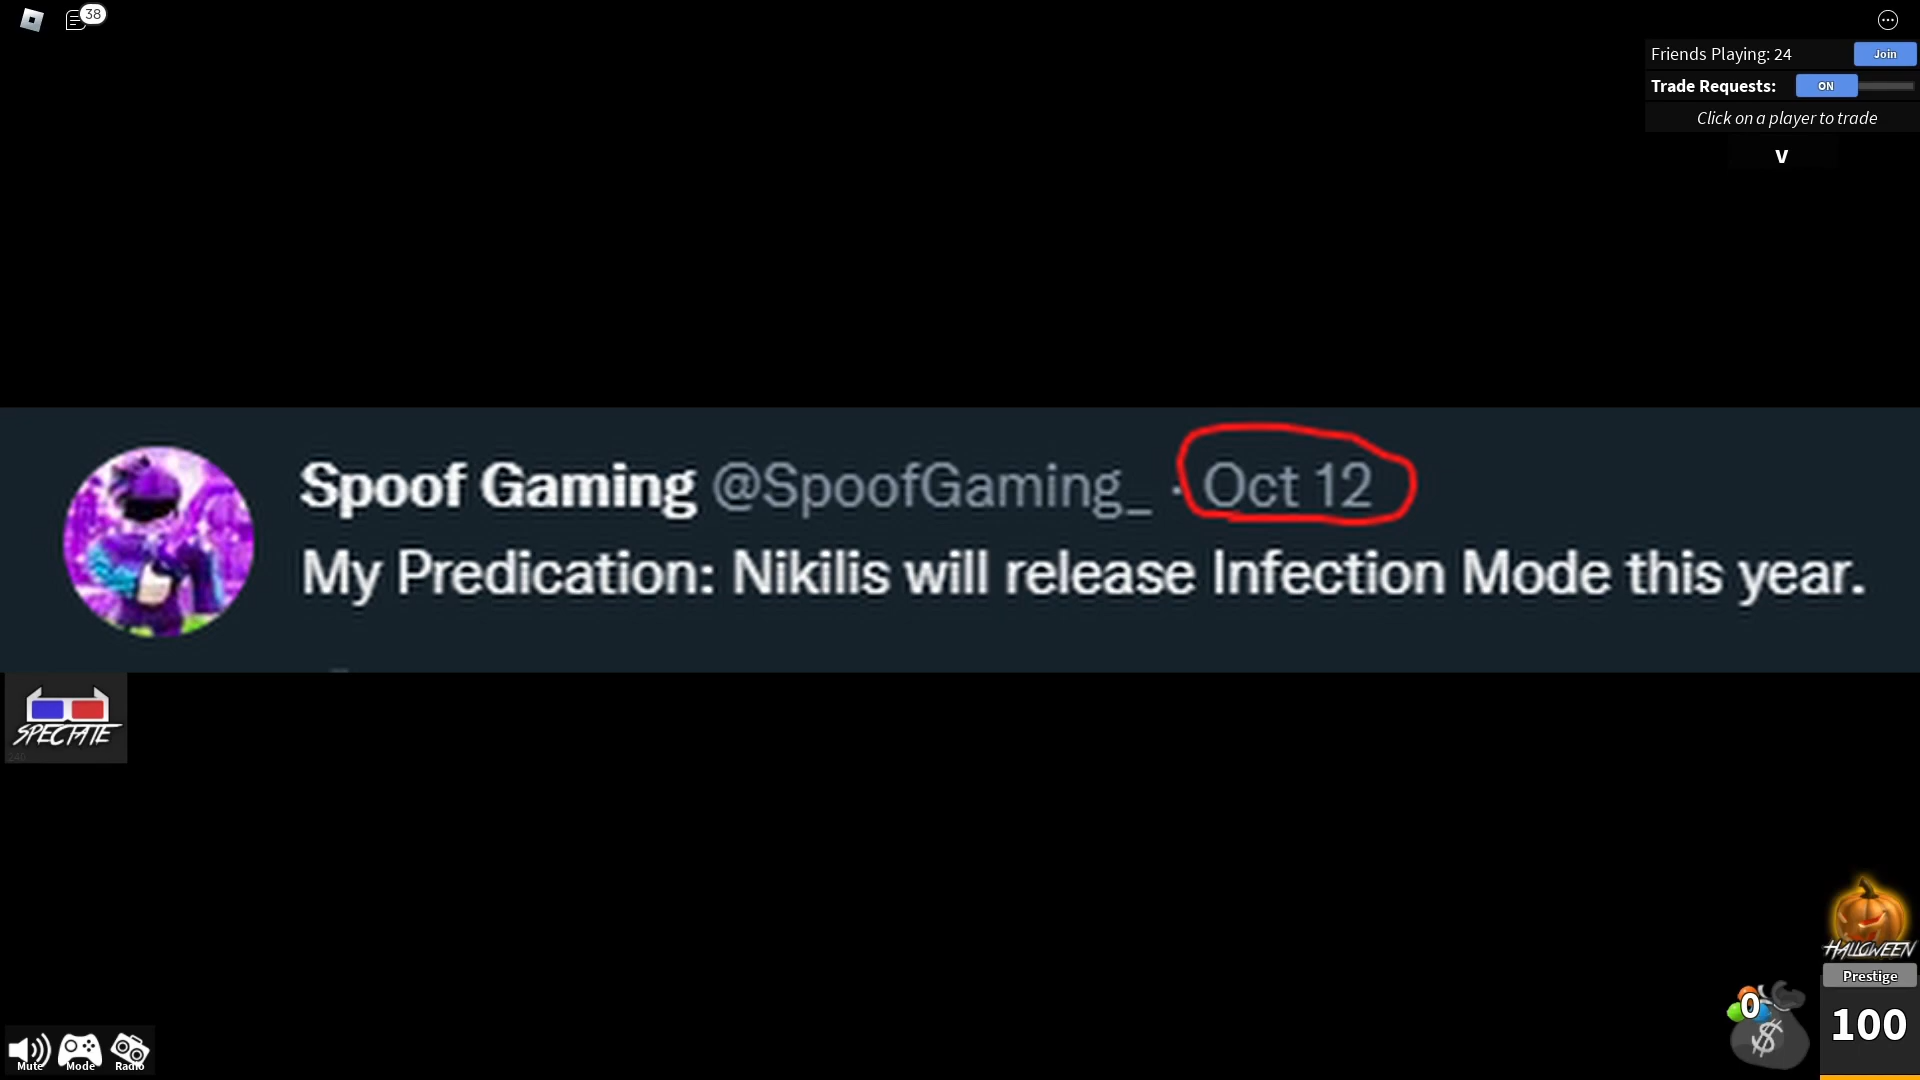 38
Friends Playing: 24
Join
Trade Requests:
ON
Click on a player to trade
v
Spoof Gaming @SpoofGaming_ · Oct 12
My Predication: Nikilis will release Infection Mode this year.
SPECTATE
240
HALLOWEEN
Prestige
0
$
100
Mute
Mode
Radio